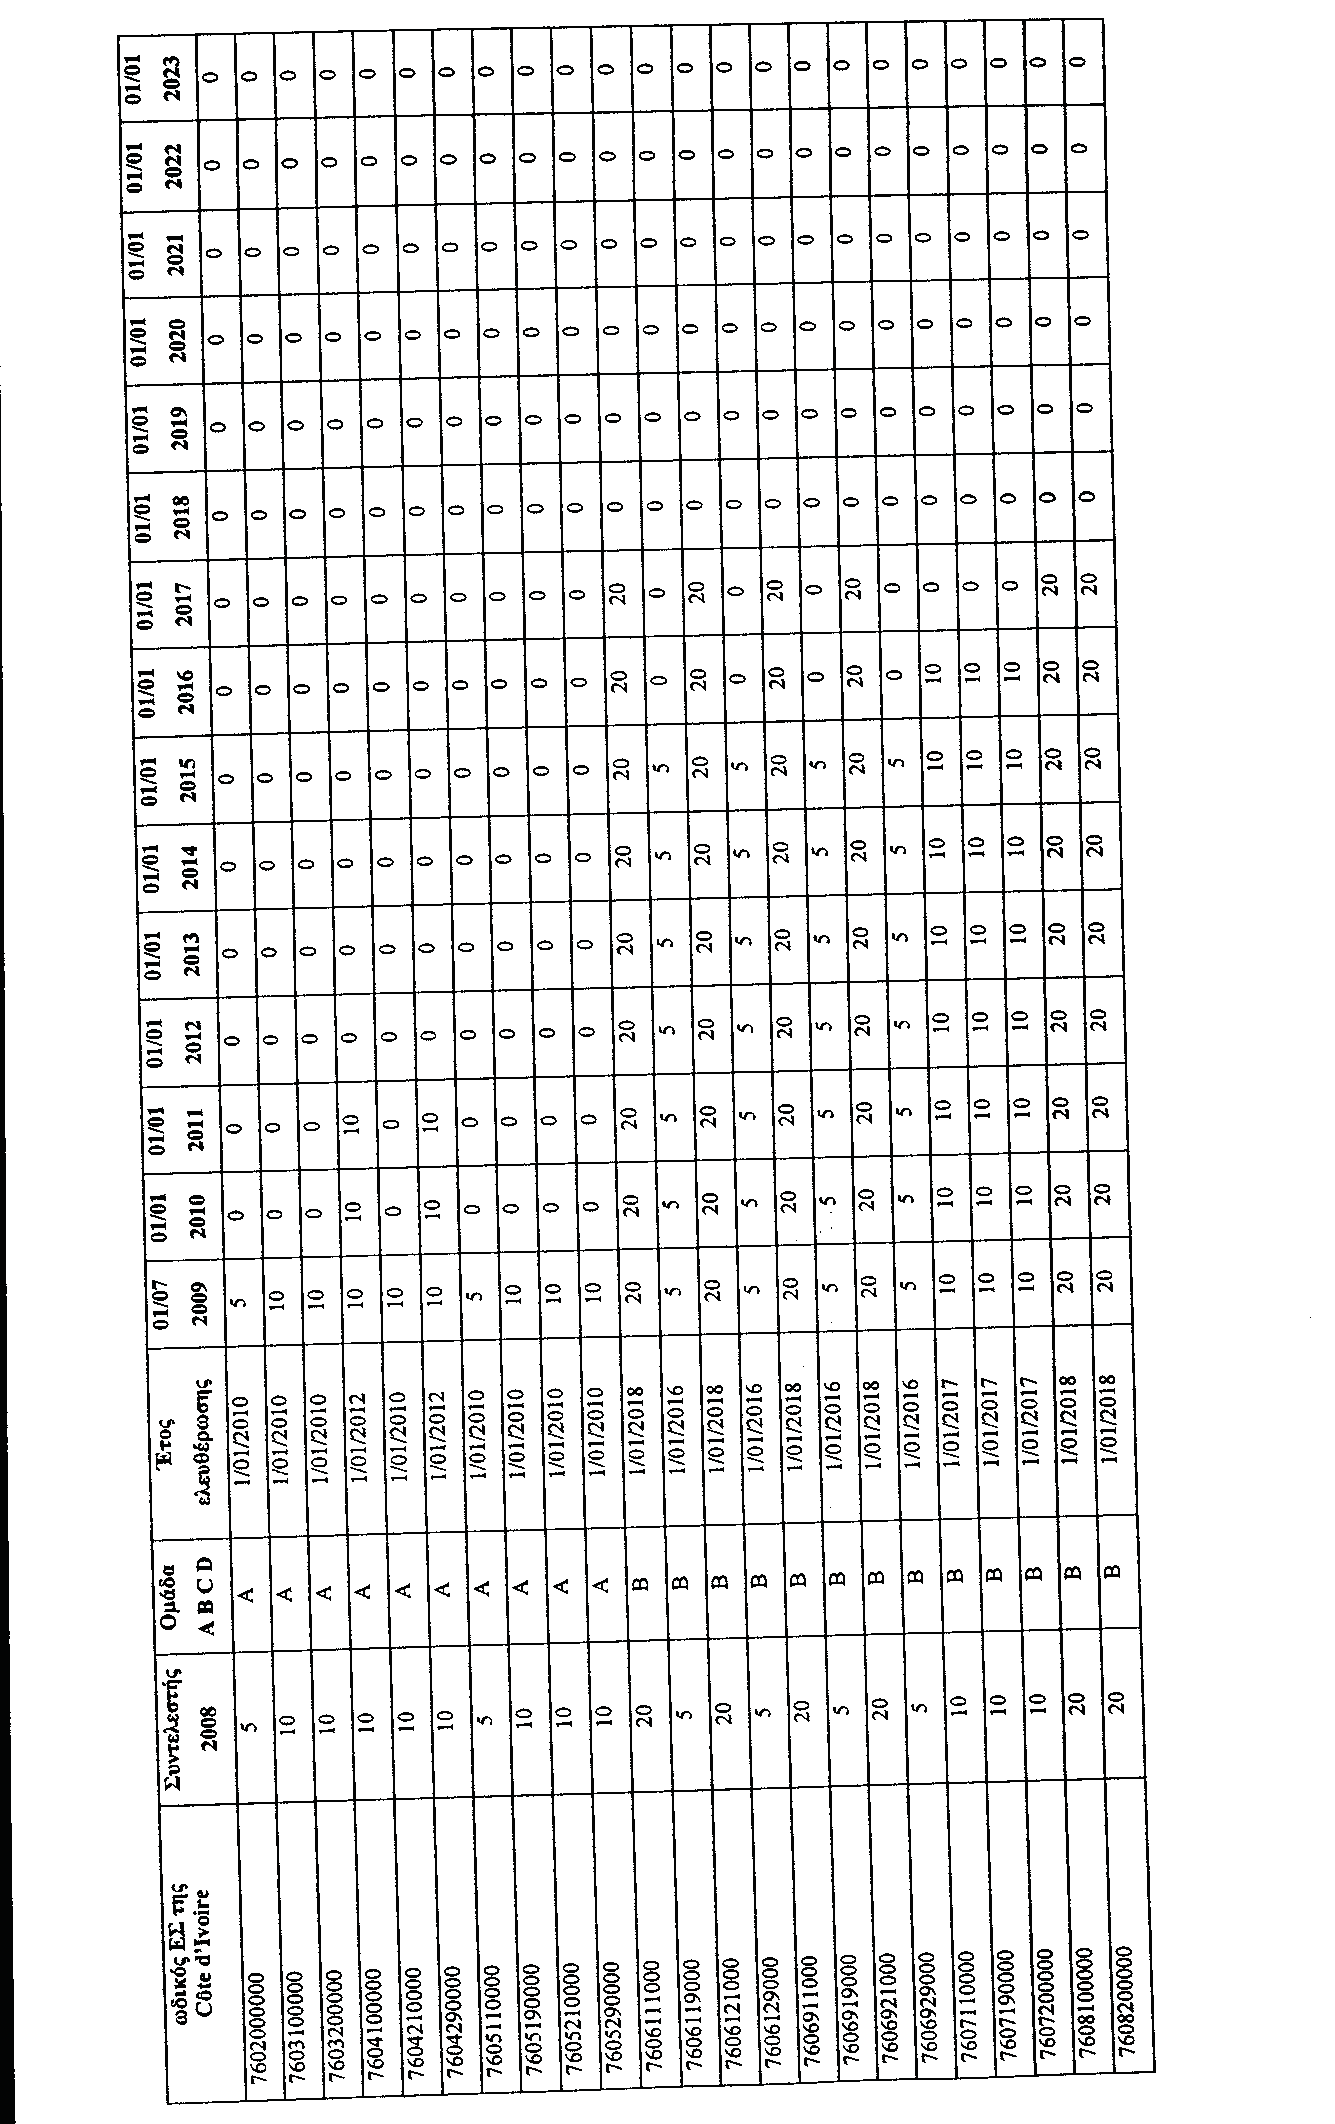 ωδικός ΕΣ της Συντελεστής Ομάδα Έτος 01/07 01/01 01/01 01/01 01/01 01/01 01/01 01/01 01/01 01/01 01/01 01/01 01/01 01/01 01/01
Côte d'Ivoire 2008 A B C D ελευθέρωσης 2009 2010 2011 2012 2013 2014 2015 2016 2017 2018 2019 2020 2021 2022 2023
7602000000 5 A 1/01/2010 5 0 0 0 0 0 0 0 0 0 0 0 0 0 0
7603100000 10 A 1/01/2010 10 0 0 0 0 0 0 0 0 0 0 0 0 0 0
7603200000 10 A 1/01/2010 10 0 0 0 0 0 0 0 0 0 0 0 0 0 0
7604100000 10 A 1/01/2012 10 10 10 0 0 0 0 0 0 0 0 0 0 0 0
7604210000 10 A 1/01/2010 10 0 0 0 0 0 0 0 0 0 0 0 0 0 0
7604290000 10 A 1/01/2012 10 10 10 0 0 0 0 0 0 0 0 0 0 0 0
7605110000 5 A 1/01/2010 5 0 0 0 0 0 0 0 0 0 0 0 0 0 0
7605190000 10 A 1/01/2010 10 0 0 0 0 0 0 0 0 0 0 0 0 0 0
7605210000 10 A 1/01/2010 10 0 0 0 0 0 0 0 0 0 0 0 0 0 0
7605290000 10 A 1/01/2010 10 0 0 0 0 0 0 0 0 0 0 0 0 0 0
7606111000 20 B 1/01/2018 20 20 20 20 20 20 20 20 20 0 0 0 0 0 0
7606119000 5 B 1/01/2016 5 5 5 5 5 5 5 0 0 0 0 0 0 0 0
7606121000 20 B 1/01/2018 20 20 20 20 20 20 20 20 20 0 0 0 0 0 0
7606129000 5 B 1/01/2016 5 5 5 5 5 5 5 0 0 0 0 0 0 0 0
7606911000 20 B 1/01/2018 20 20 20 20 20 20 20 20 20 0 0 0 0 0 0
7606919000 5 B 1/01/2016 5 5 5 5 5 5 5 0 0 0 0 0 0 0 0
7606921000 20 B 1/01/2018 20 20 20 20 20 20 20 20 20 0 0 0 0 0 0
7606929000 5 B 1/01/2016 5 5 5 5 5 5 5 0 0 0 0 0 0 0 0
7607110000 10 B 1/01/2017 10 10 10 10 10 10 10 10 0 0 0 0 0 0 0
7607190000 10 B 1/01/2017 10 10 10 10 10 10 10 10 0 0 0 0 0 0 0
7607200000 10 B 1/01/2017 10 10 10 10 10 10 10 10 0 0 0 0 0 0 0
7608100000 20 B 1/01/2018 20 20 20 20 20 20 20 20 20 0 0 0 0 0 0
7608200000 20 B 1/01/2018 20 20 20 20 20 20 20 20 20 0 0 0 0 0 0